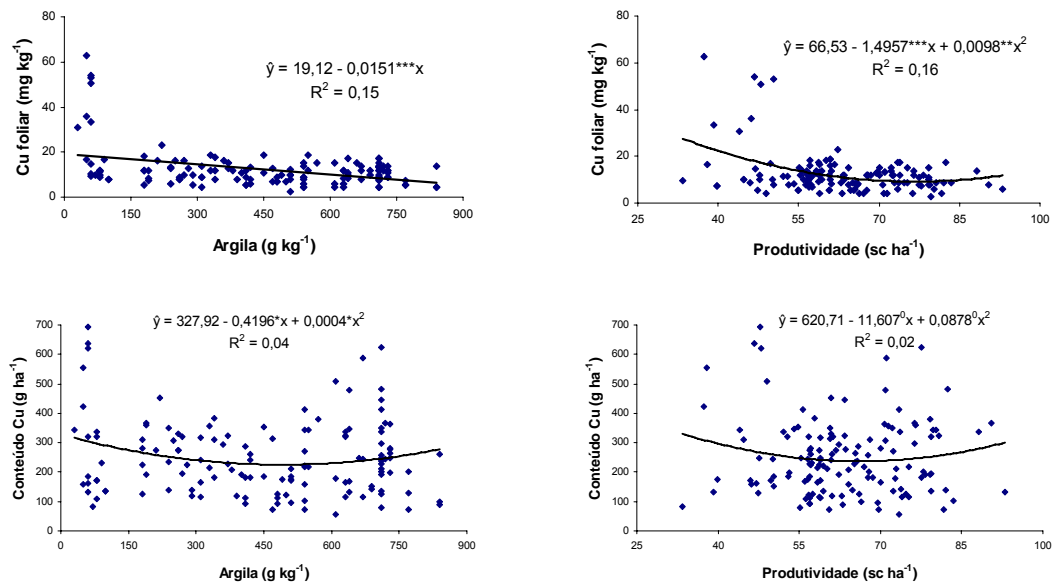 80
60
40
20
0
Cu foliar (mg kg⁻¹)
ŷ = 19,12 - 0,0151***x
R² = 0,15
0 150 300 450 600 750 900
Argila (g kg⁻¹)
80
60
40
20
0
Cu foliar (mg kg⁻¹)
ŷ = 66,53 - 1,4957***x + 0,0098**x²
R² = 0,16
25 40 55 70 85 100
Produtividade (sc ha⁻¹)
700
600
500
400
300
200
100
0
Conteúdo Cu (g ha⁻¹)
ŷ = 327,92 - 0,4196*x + 0,0004*x²
R² = 0,04
0 150 300 450 600 750 900
Argila (g kg⁻¹)
700
600
500
400
300
200
100
0
Conteúdo Cu (g ha⁻¹)
ŷ = 620,71 - 11,607⁰x + 0,0878⁰x²
R² = 0,02
25 40 55 70 85 100
Produtividade (sc ha⁻¹)